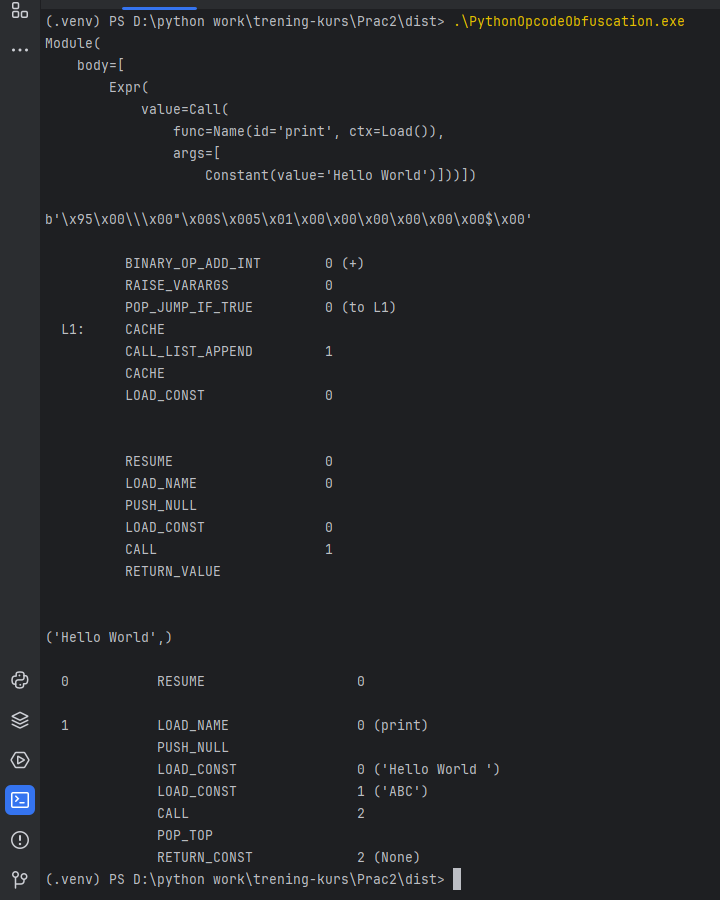 (.venv) PS D:\python work\trening-kurs\Prac2\dist> .\PythonOpcodeObfuscation.exe
Module(
    body=[
        Expr(
            value=Call(
                func=Name(id='print', ctx=Load()),
                args=[
                    Constant(value='Hello World')]))])

b'\x95\x00\\\x00"\x00S\x005\x01\x00\x00\x00\x00\x00\x00$\x00'

          BINARY_OP_ADD_INT        0 (+)
          RAISE_VARARGS            0
          POP_JUMP_IF_TRUE         0 (to L1)
  L1:     CACHE
          CALL_LIST_APPEND         1
          CACHE
          LOAD_CONST               0

          RESUME                   0
          LOAD_NAME                0
          PUSH_NULL
          LOAD_CONST               0
          CALL                     1
          RETURN_VALUE

('Hello World',)

  0           RESUME                   0

  1           LOAD_NAME                0 (print)
              PUSH_NULL
              LOAD_CONST               0 ('Hello World ')
              LOAD_CONST               1 ('ABC')
              CALL                     2
              POP_TOP
              RETURN_CONST             2 (None)
(.venv) PS D:\python work\trening-kurs\Prac2\dist>